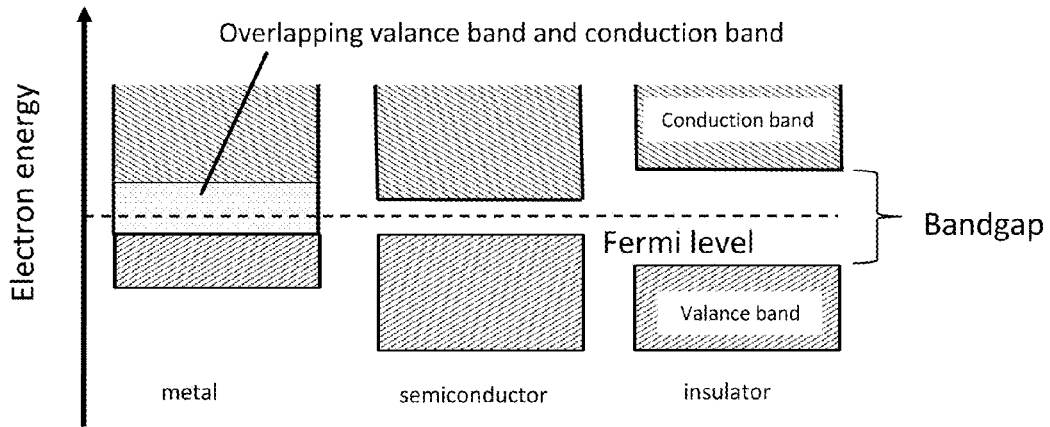 Overlapping valance band and conduction band
Electron energy
Conduction band
Fermi level
Bandgap
Valance band
metal
semiconductor
insulator